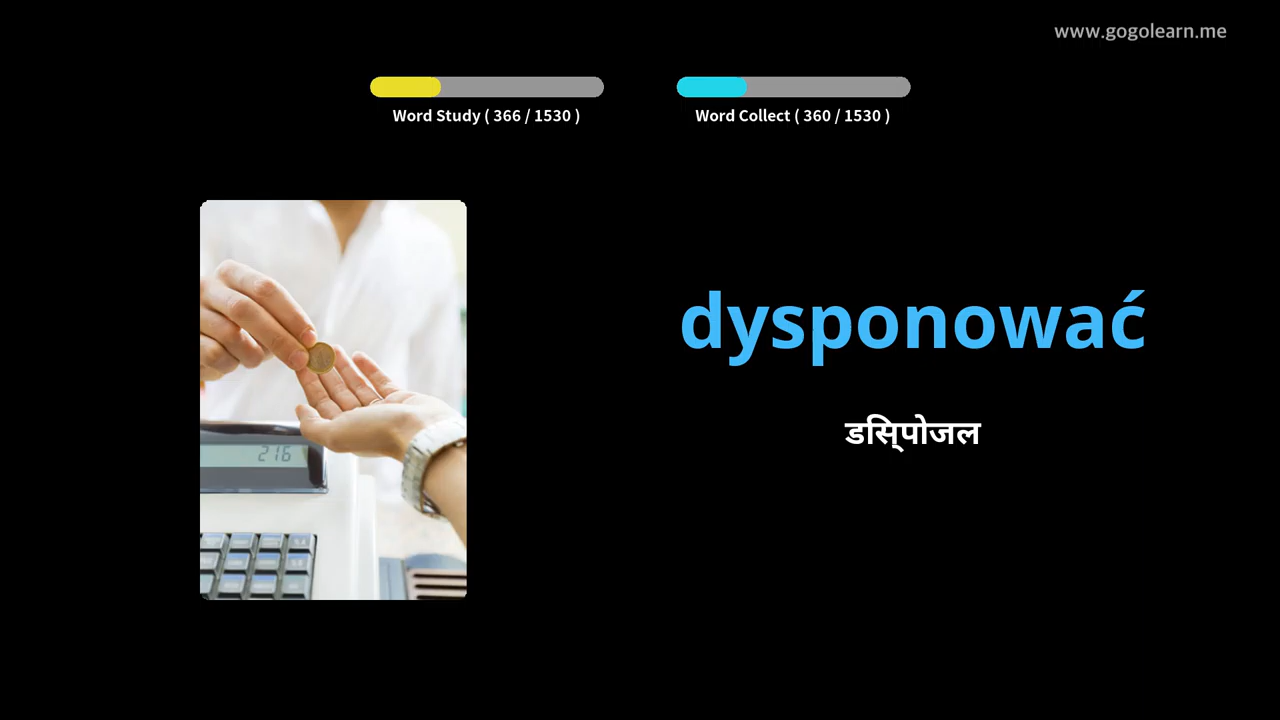 www.gogolearn.me
Word Study ( 366 / 1530 )
Word Collect ( 360 / 1530 )
216
dysponować
डिस्पोजल